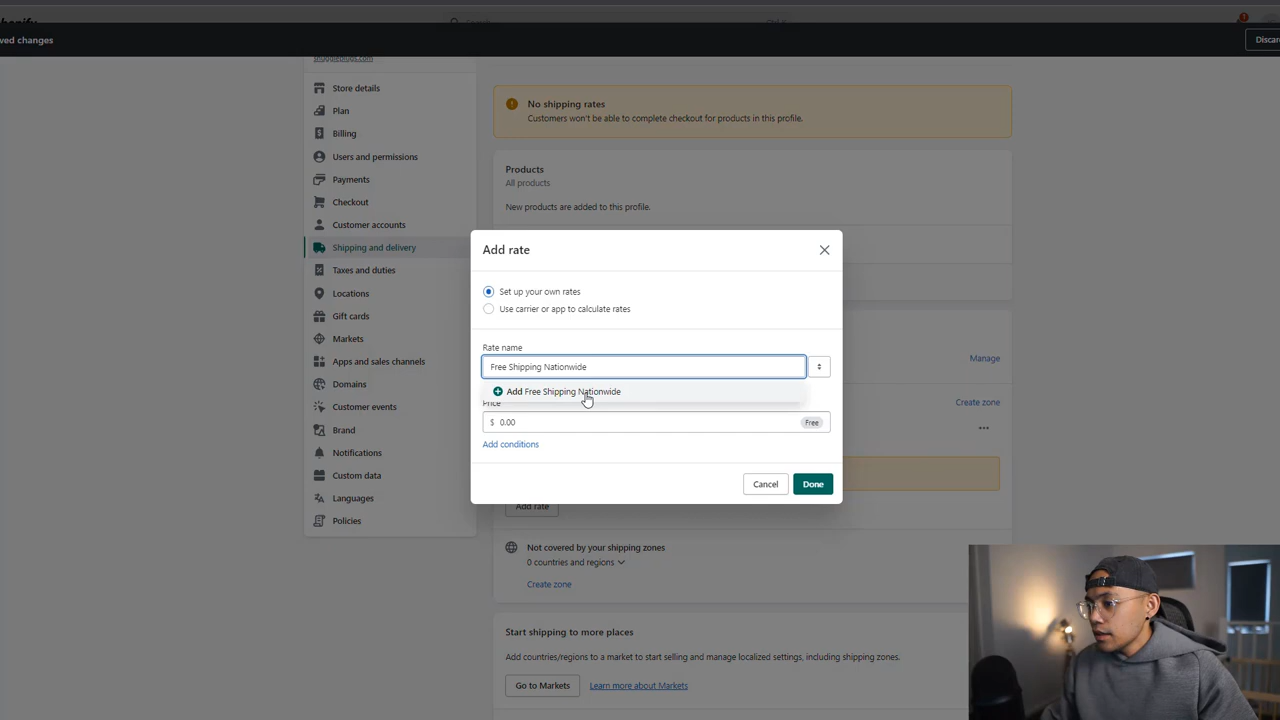 ved changes
Discar
snuggleplugs.com
Store details
Plan
Billing
Users and permissions
Payments
Checkout
Customer accounts
Shipping and delivery
Taxes and duties
Locations
Gift cards
Markets
Apps and sales channels
Domains
Customer events
Brand
Notifications
Custom data
Languages
Policies
No shipping rates
Customers won't be able to complete checkout for products in this profile.
Products
All products
New products are added to this profile.
Manage
Create zone
Add rate
Set up your own rates
Use carrier or app to calculate rates
Rate name
Free Shipping Nationwide
Add Free Shipping Nationwide
Price
$ 0.00
Free
Add conditions
Cancel
Done
Add rate
Not covered by your shipping zones
0 countries and regions
Create zone
Start shipping to more places
Add countries/regions to a market to start selling and manage localized settings, including shipping zones.
Go to Markets
Learn more about Markets